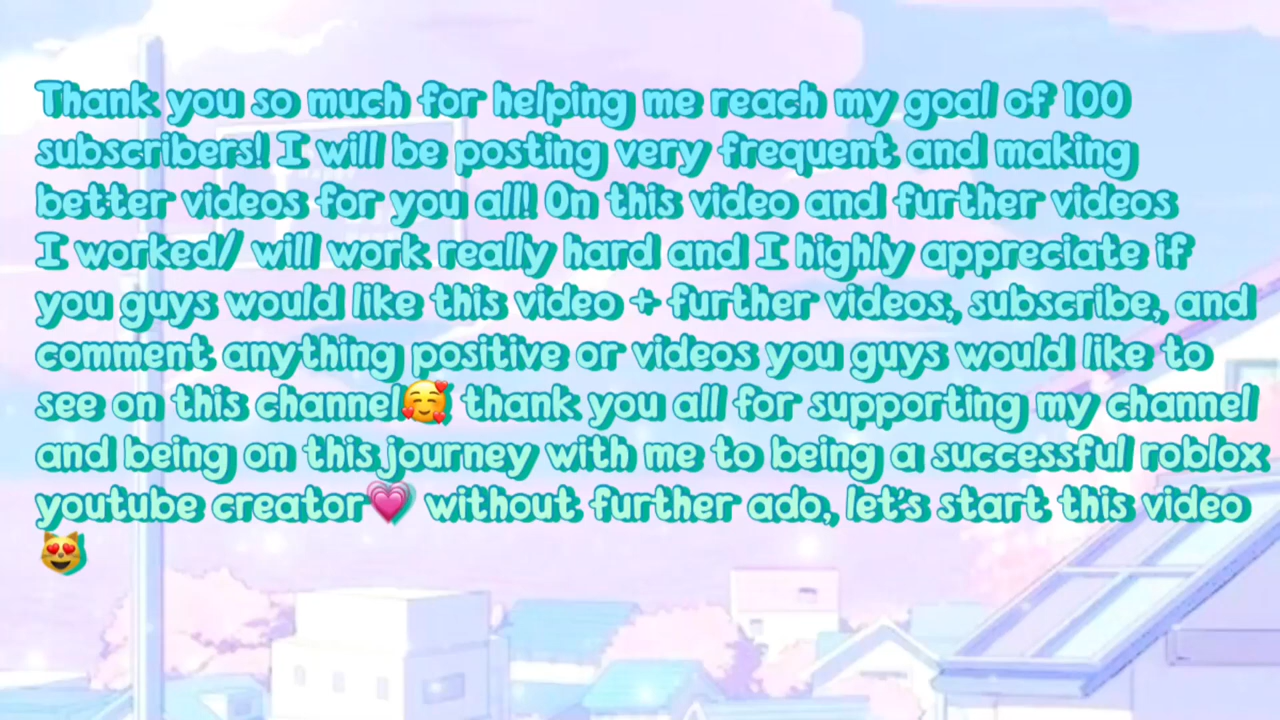 Thank you so much for helping me reach my goal of 100
subscribers! I will be posting very frequent and making
better videos for you all! On this video and further videos
I worked/ will work really hard and I highly appreciate if
you guys would like this video + further videos, subscribe, and
comment anything positive or videos you guys would like to
see on this channel🥰 thank you all for supporting my channel
and being on this journey with me to being a successful roblox
youtube creator💗 without further ado, let's start this video
😻